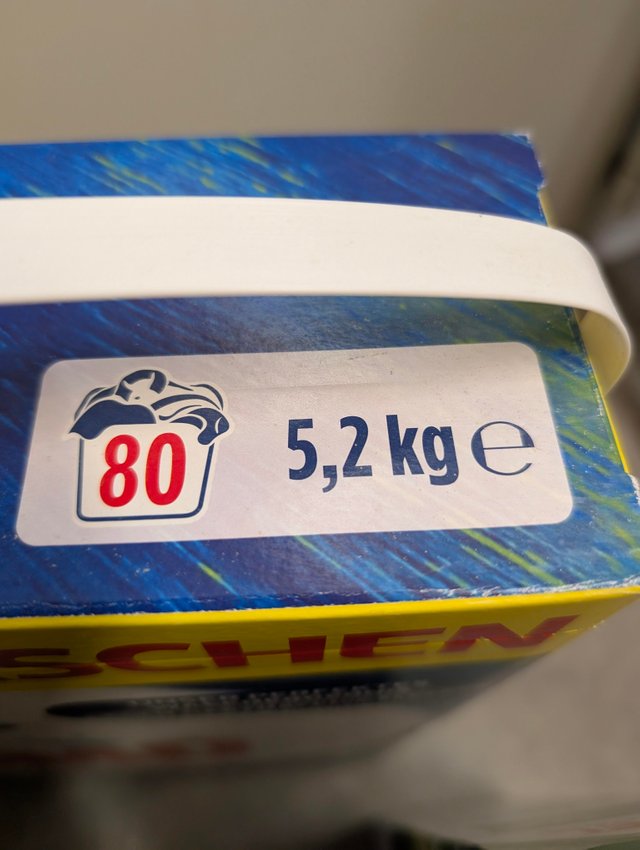 80 5,2 kg ℮
SCHEN